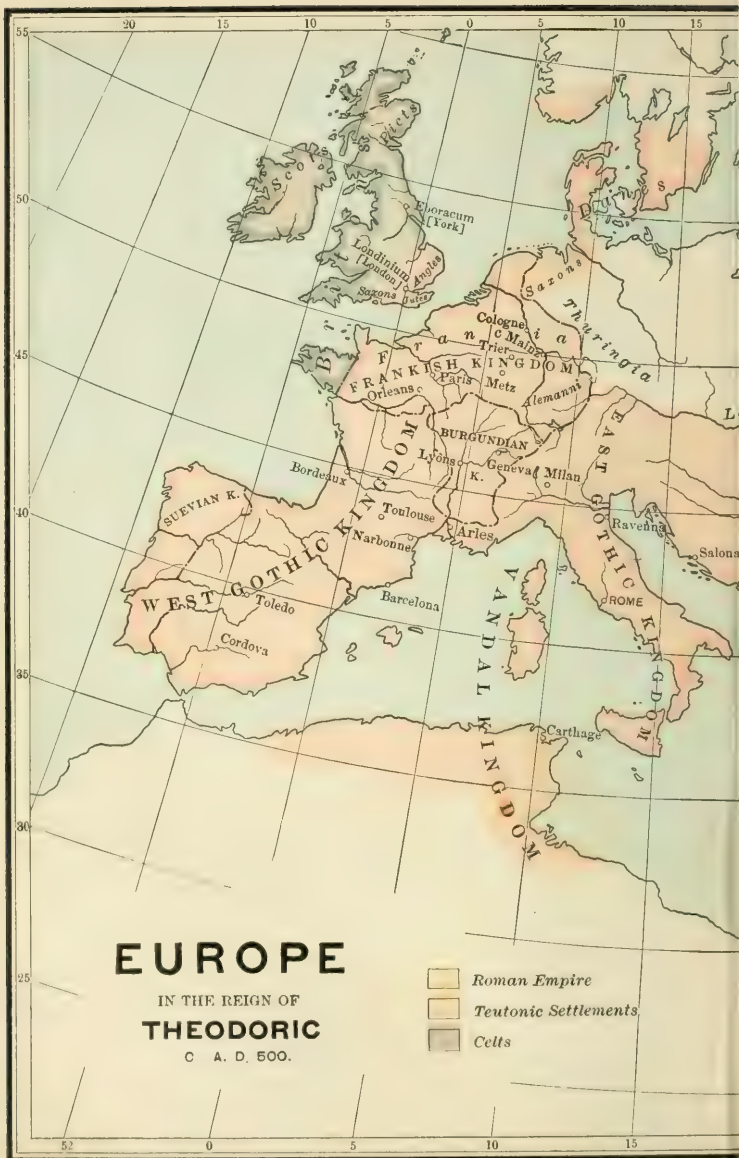 20 15 10 5 0 5 10 15
55
50
45
40
35
30
25
52 0 5 10 15
Picts
Scots
Eboracum
[York]
Londinium
[London]
Angles
Saxons
Jutes
Brit
Danes
Saxons
Thuringia
Cologne
Francia
Mainz
Trier
FRANKISH KINGDOM
Paris
Metz
Orleans
Alemanni
BURGUNDIAN
K.
Lyons
Geneva
Milan
Bordeaux
Toulouse
Narbonne
Arles
SUEVIAN K.
WEST GOTHIC KINGDOM
Toledo
Barcelona
Cordova
EAST GOTHIC KINGDOM
Ravenna
Salona
ROME
VANDAL KINGDOM
Carthage
L
EUROPE
IN THE REIGN OF
THEODORIC
C A. D. 500.
Roman Empire
Teutonic Settlements
Celts